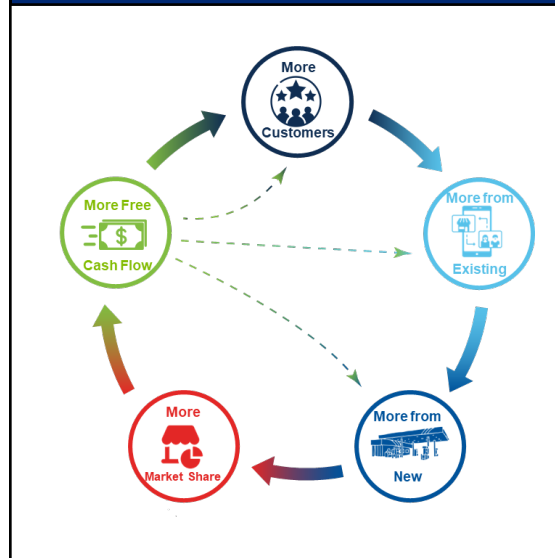 More
Customers
More from
Existing
More from
New
More
Market Share
More Free
$
Cash Flow